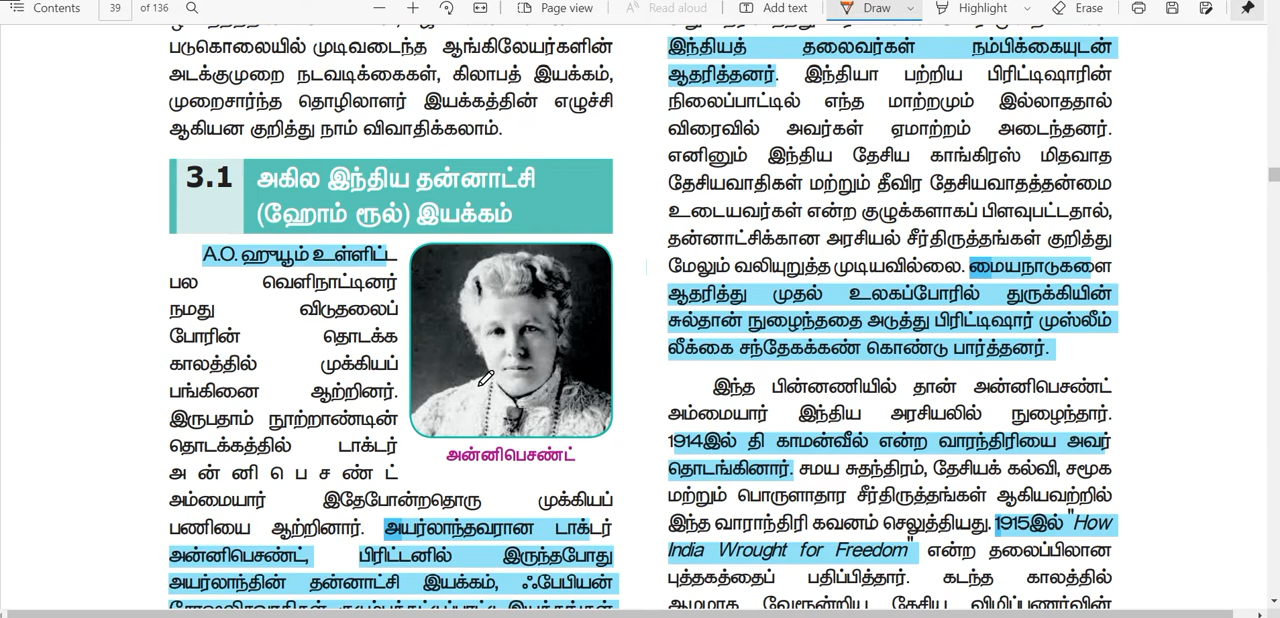 Contents
39
of 136
Page view
Read aloud
Add text
Draw
Highlight
Erase
படுகொலையில் முடிவடைந்த ஆங்கிலேயர்களின்
அடக்குமுறை நடவடிக்கைகள், கிலாபத் இயக்கம்,
முறைசார்ந்த தொழிலாளர் இயக்கத்தின் எழுச்சி
ஆகியன குறித்து நாம் விவாதிக்கலாம்.
3.1 அகில இந்திய தன்னாட்சி
(ஹோம் ரூல்) இயக்கம்
A.O. ஹுயூம் உள்ளிட்ட
பல வெளிநாட்டினர்
நமது விடுதலைப்
போரின் தொடக்க
காலத்தில் முக்கியப்
பங்கினை ஆற்றினர்.
இருபதாம் நூற்றாண்டின்
தொடக்கத்தில் டாக்டர்
அன்னிபெசண்ட்
அம்மையார் இதேபோன்றதொரு முக்கியப்
பணியை ஆற்றினார். அயர்லாந்தவரான டாக்டர்
அன்னிபெசண்ட், பிரிட்டனில் இருந்தபோது
அயர்லாந்தின் தன்னாட்சி இயக்கம், ஃபேபியன்
அன்னிபெசண்ட்
இந்தியத் தலைவர்கள் நம்பிக்கையுடன்
ஆதரித்தனர். இந்தியா பற்றிய பிரிட்டிஷாரின்
நிலைப்பாட்டில் எந்த மாற்றமும் இல்லாததால்
விரைவில் அவர்கள் ஏமாற்றம் அடைந்தனர்.
எனினும் இந்திய தேசிய காங்கிரஸ் மிதவாத
தேசியவாதிகள் மற்றும் தீவிர தேசியவாதத்தன்மை
உடையவர்கள் என்ற குழுக்களாகப் பிளவுபட்டதால்,
தன்னாட்சிக்கான அரசியல் சீர்திருத்தங்கள் குறித்து
மேலும் வலியுறுத்த முடியவில்லை. மையநாடுகளை
ஆதரித்து முதல் உலகப்போரில் துருக்கியின்
சுல்தான் நுழைந்ததை அடுத்து பிரிட்டிஷார் முஸ்லீம்
லீக்கை சந்தேகக்கண் கொண்டு பார்த்தனர்.
இந்த பின்னணியில் தான் அன்னிபெசண்ட்
அம்மையார் இந்திய அரசியலில் நுழைந்தார்.
1914இல் தி காமன்வீல் என்ற வாரந்திரியை அவர்
தொடங்கினார். சமய சுதந்திரம், தேசியக் கல்வி, சமூக
மற்றும் பொருளாதார சீர்திருத்தங்கள் ஆகியவற்றில்
இந்த வாராந்திரி கவனம் செலுத்தியது. 1915இல் "How
India Wrought for Freedom" என்ற தலைப்பிலான
புத்தகத்தைப் பதிப்பித்தார். கடந்த காலத்தில்
ஆழமாக வேரூன்றிய தேசிய விழிப்புணர்வின்